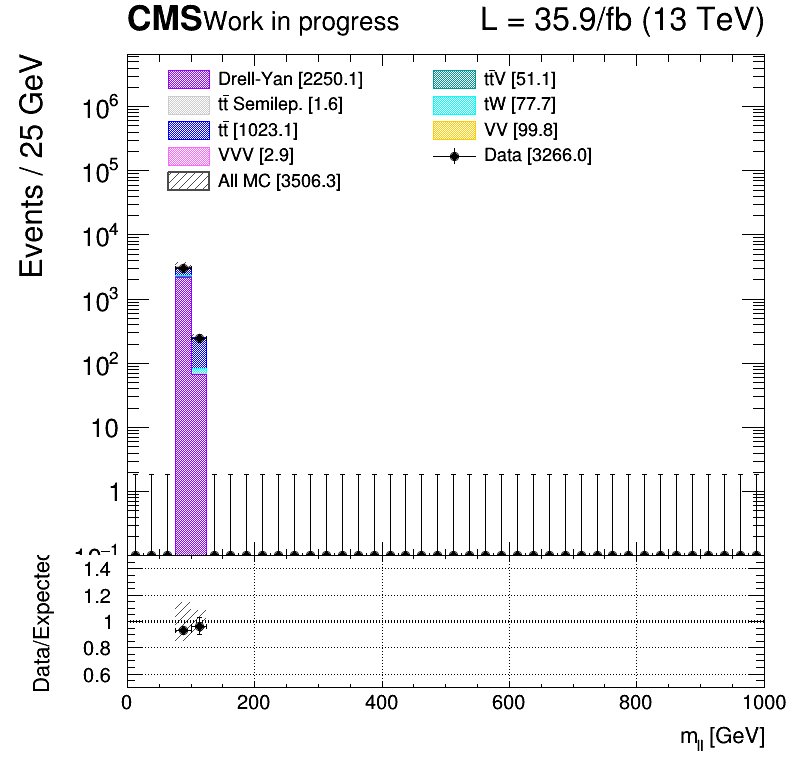 CMS Work in progress L = 35.9/fb (13 TeV)
Events / 25 GeV
Drell-Yan [2250.1]
tt̄ Semilep. [1.6]
tt̄ [1023.1]
VVV [2.9]
All MC [3506.3]
tt̄V [51.1]
tW [77.7]
VV [99.8]
Data [3266.0]
10⁶
10⁵
10⁴
10³
10²
10
1
10⁻¹
Data/Expected
1.4
1.2
1
0.8
0.6
0 200 400 600 800 1000
mₗₗ [GeV]